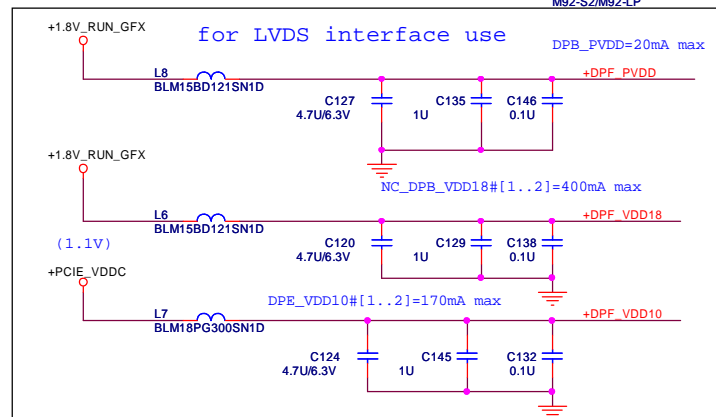 M92-S2/M92-LP
+1.8V_RUN_GFX
for LVDS interface use
DPB_PVDD=20mA max
L8
BLM15BD121SN1D
+DPF_PVDD
C127
4.7U/6.3V
C135
1U
C146
0.1U
+1.8V_RUN_GFX
NC_DPB_VDD18#[1..2]=400mA max
L6
BLM15BD121SN1D
+DPF_VDD18
(1.1V)
C120
4.7U/6.3V
C129
1U
C138
0.1U
+PCIE_VDDC
DPE_VDD10#[1..2]=170mA max
L7
BLM18PG300SN1D
+DPF_VDD10
C124
4.7U/6.3V
C145
1U
C132
0.1U